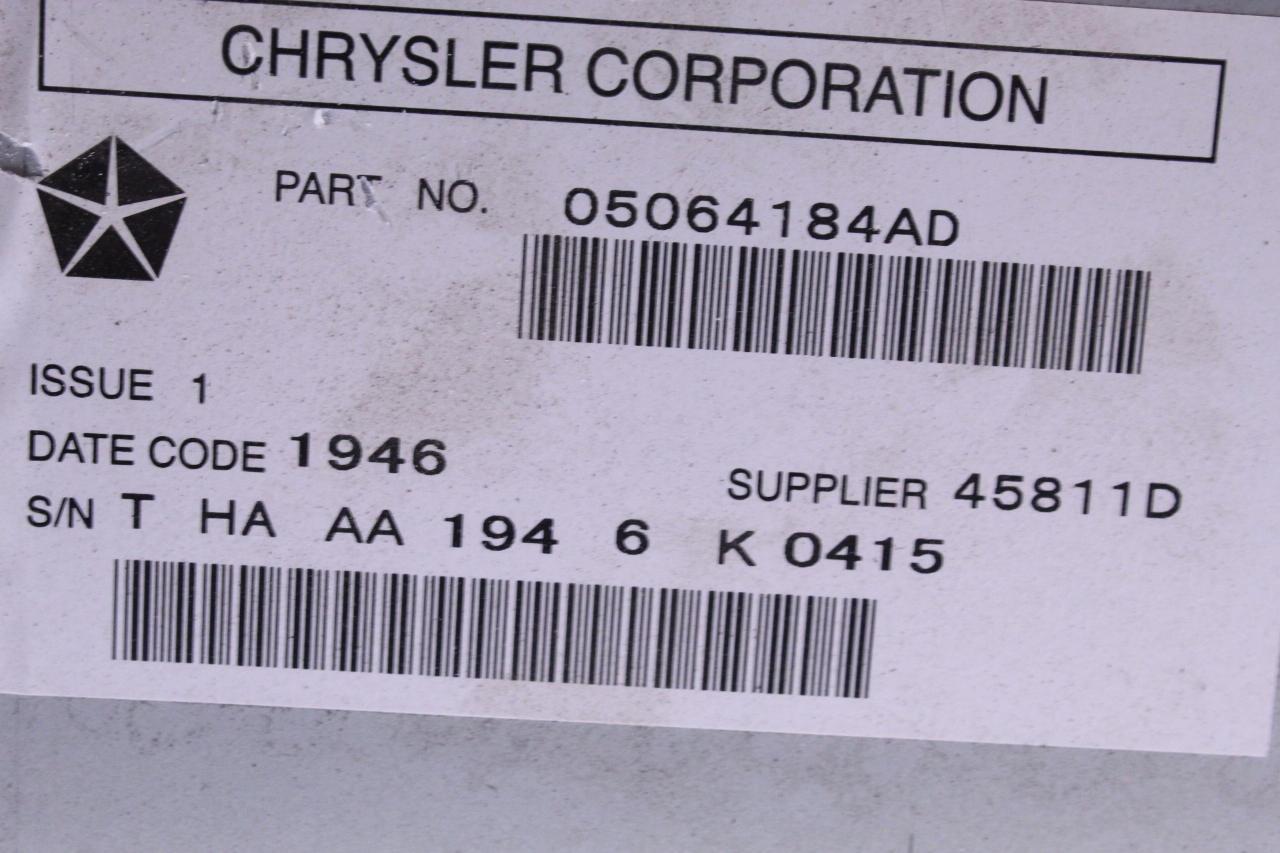 CHRYSLER CORPORATION
PART NO. 05064184AD
ISSUE 1
DATE CODE 1946
SUPPLIER 45811D
S/N T HA AA 194 6 K 0415